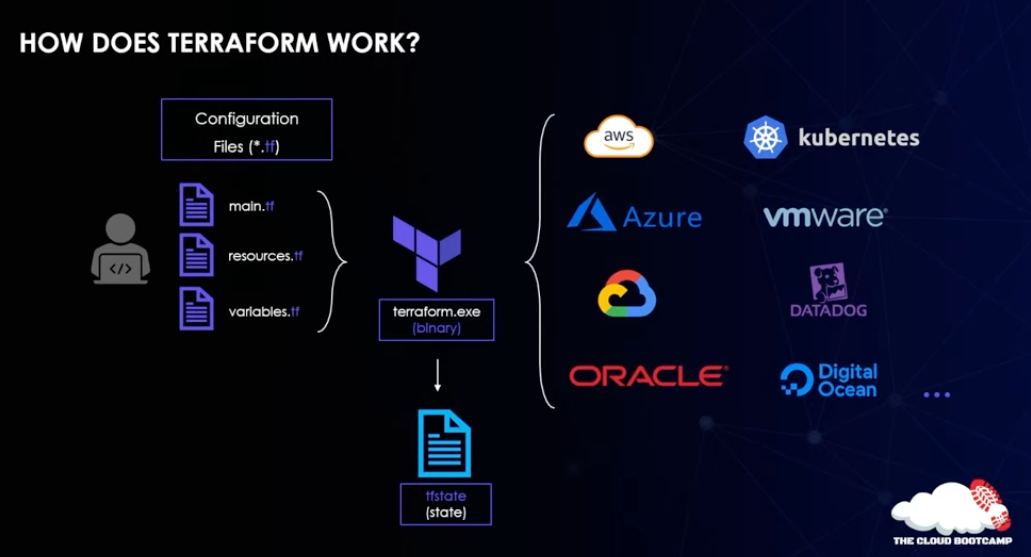 HOW DOES TERRAFORM WORK?
Configuration
Files (*.tf)
main.tf
resources.tf
variables.tf
</>
terraform.exe
(binary)
tfstate
(state)
aws
kubernetes
Azure
vmware®
DATADOG
ORACLE®
Digital
Ocean
...
THE CLOUD BOOTCAMP